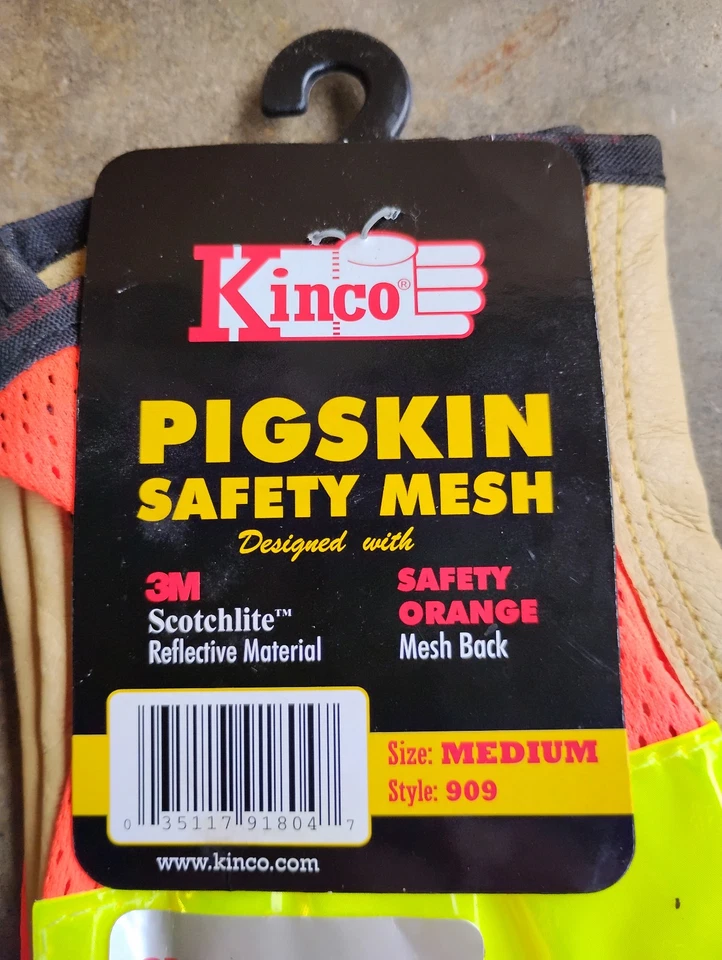 Kinco®
PIGSKIN
SAFETY MESH
Designed with
3M
Scotchlite™
Reflective Material
SAFETY
ORANGE
Mesh Back
Size: MEDIUM
Style: 909
0 35117 91804 7
www.kinco.com